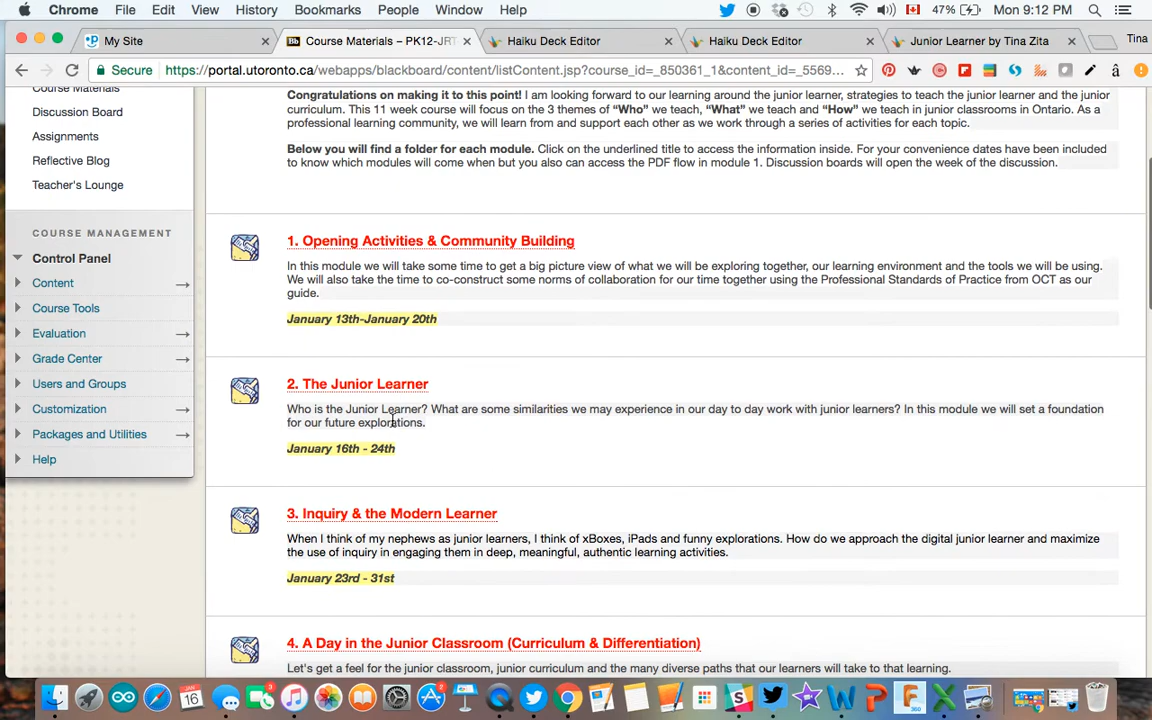 Chrome File Edit View History Bookmarks People Window Help 47% Mon 9:12 PM
My Site
Course Materials – PK12-JRT
Haiku Deck Editor
Haiku Deck Editor
Junior Learner by Tina Zita
Tina
Secure https://portal.utoronto.ca/webapps/blackboard/content/listContent.jsp?course_id=_850361_1&content_id=_5569...
Course Materials
Discussion Board
Assignments
Reflective Blog
Teacher's Lounge
COURSE MANAGEMENT
Control Panel
Content
Course Tools
Evaluation
Grade Center
Users and Groups
Customization
Packages and Utilities
Help
Congratulations on making it to this point! I am looking forward to our learning around the junior learner, strategies to teach the junior learner and the junior
curriculum. This 11 week course will focus on the 3 themes of “Who” we teach, “What” we teach and “How” we teach in junior classrooms in Ontario. As a
professional learning community, we will learn from and support each other as we work through a series of activities for each topic.
Below you will find a folder for each module. Click on the underlined title to access the information inside. For your convenience dates have been included
to know which modules will come when but you also can access the PDF flow in module 1. Discussion boards will open the week of the discussion.
1. Opening Activities & Community Building
In this module we will take some time to get a big picture view of what we will be exploring together, our learning environment and the tools we will be using.
We will also take the time to co-construct some norms of collaboration for our time together using the Professional Standards of Practice from OCT as our
guide.
January 13th-January 20th
2. The Junior Learner
Who is the Junior Learner? What are some similarities we may experience in our day to day work with junior learners? In this module we will set a foundation
for our future explorations.
January 16th - 24th
3. Inquiry & the Modern Learner
When I think of my nephews as junior learners, I think of xBoxes, iPads and funny explorations. How do we approach the digital junior learner and maximize
the use of inquiry in engaging them in deep, meaningful, authentic learning activities.
January 23rd - 31st
4. A Day in the Junior Classroom (Curriculum & Differentiation)
Let's get a feel for the junior classroom, junior curriculum and the many diverse paths that our learners will take to that learning.